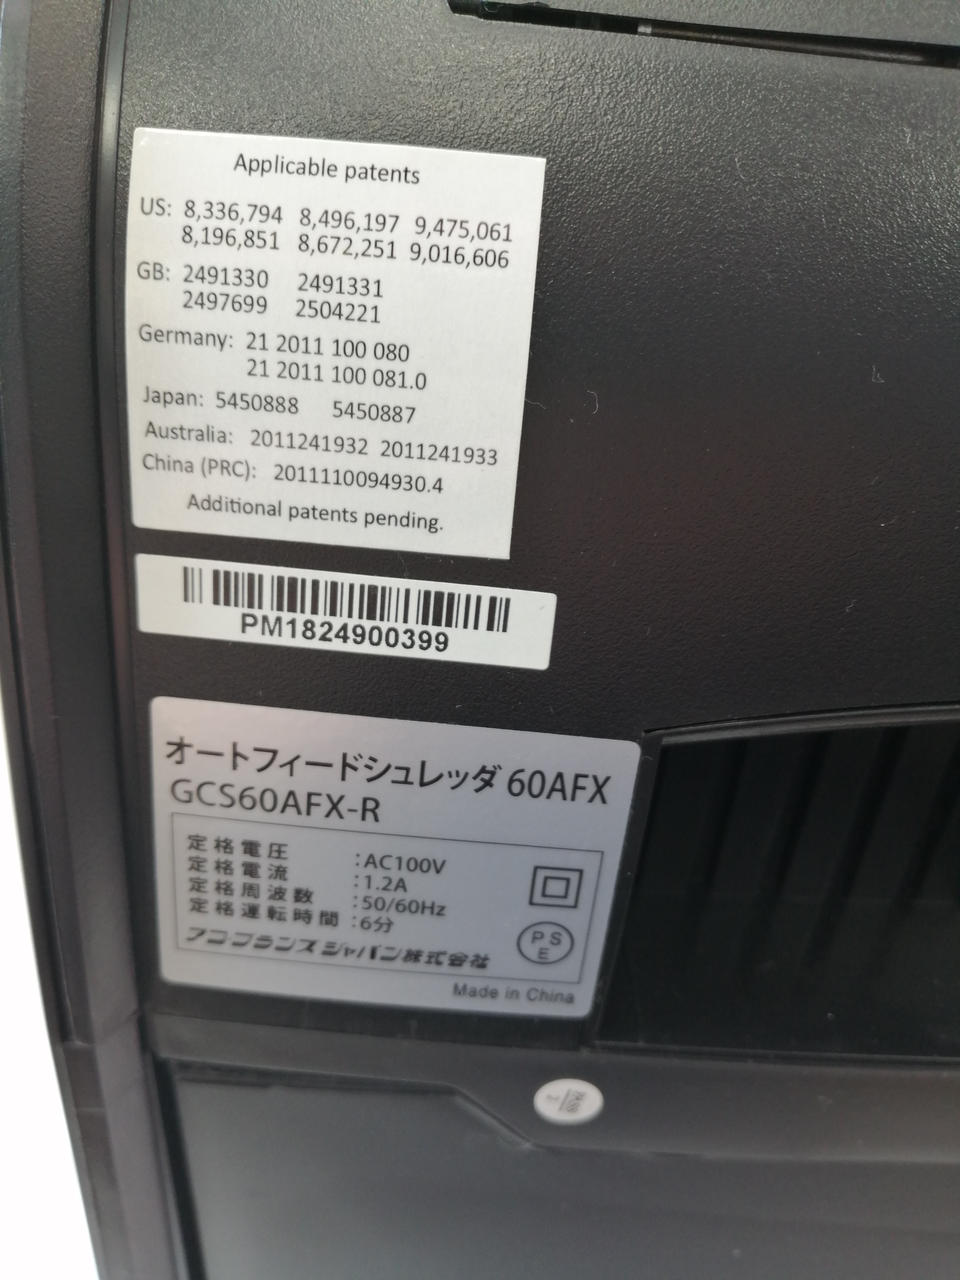 Applicable patents
US: 8,336,794 8,496,197 9,475,061
8,196,851 8,672,251 9,016,606
GB: 2491330 2491331
2497699 2504221
Germany: 21 2011 100 080
21 2011 100 081.0
Japan: 5450888 5450887
Australia: 2011241932 2011241933
China (PRC): 2011110094930.4
Additional patents pending.
PM1824900399
オートフィードシュレッダ 60AFX
GCS60AFX-R
定格電圧 :AC100V
定格電流 :1.2A
定格周波数 :50/60Hz
定格運転時間 :6分
アコ・ブランズ・ジャパン株式会社
PS
E
Made in China